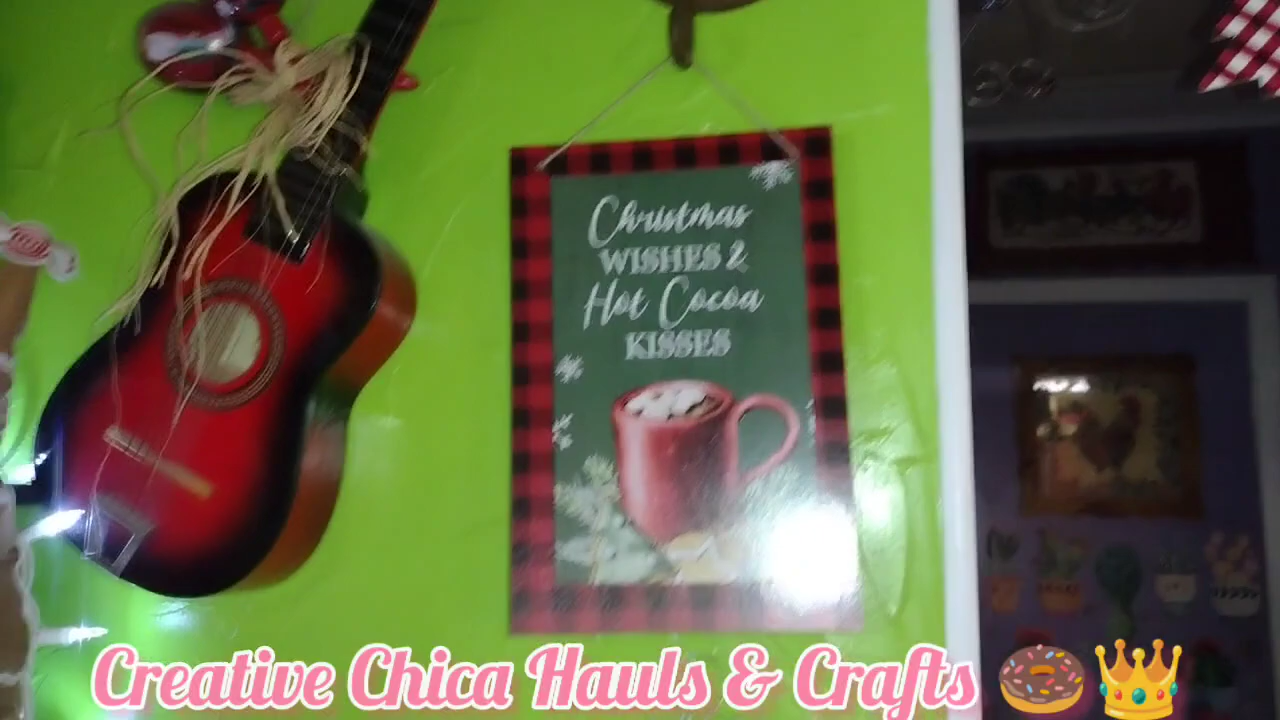 Christmas
WISHES &
Hot Cocoa
KISSES
Creative Chica Hauls & Crafts 🍩👑